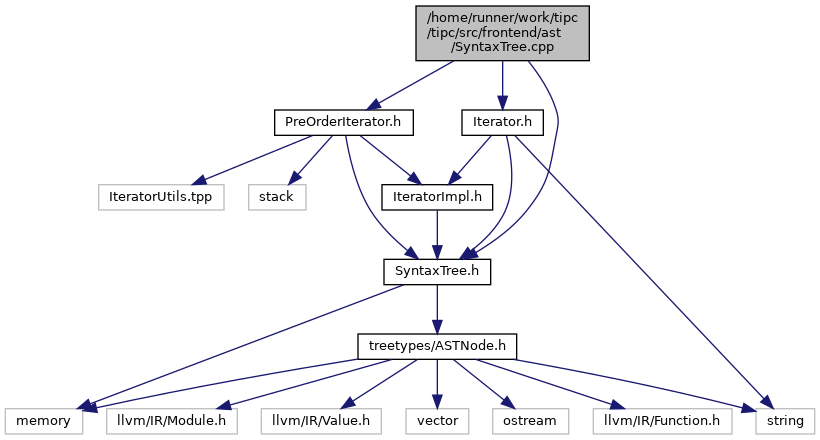 /home/runner/work/tipc
/tipc/src/frontend/ast
/SyntaxTree.cpp
PreOrderIterator.h
Iterator.h
IteratorUtils.tpp
stack
IteratorImpl.h
SyntaxTree.h
treetypes/ASTNode.h
memory
llvm/IR/Module.h
llvm/IR/Value.h
vector
ostream
llvm/IR/Function.h
string